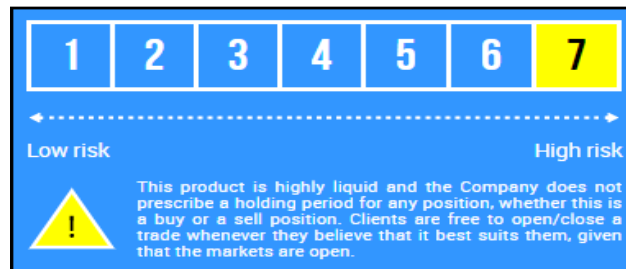 1 2 3 4 5 6 7
Low risk High risk
This product is highly liquid and the Company does not
prescribe a holding period for any position, whether this is
a buy or a sell position. Clients are free to open/close a
trade whenever they believe that it best suits them, given
that the markets are open.
!